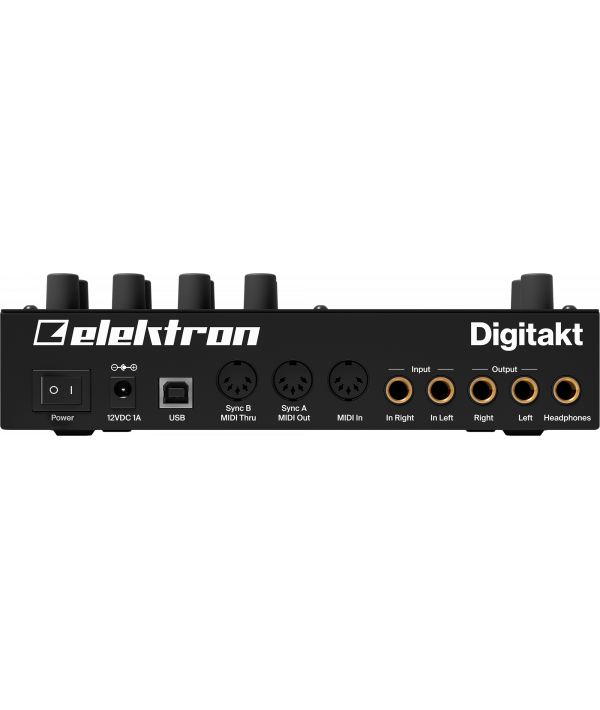 elektron
Digitakt
Input
Output
O I
Power
12VDC 1A
USB
Sync B
MIDI Thru
Sync A
MIDI Out
MIDI In
In Right
In Left
Right
Left
Headphones